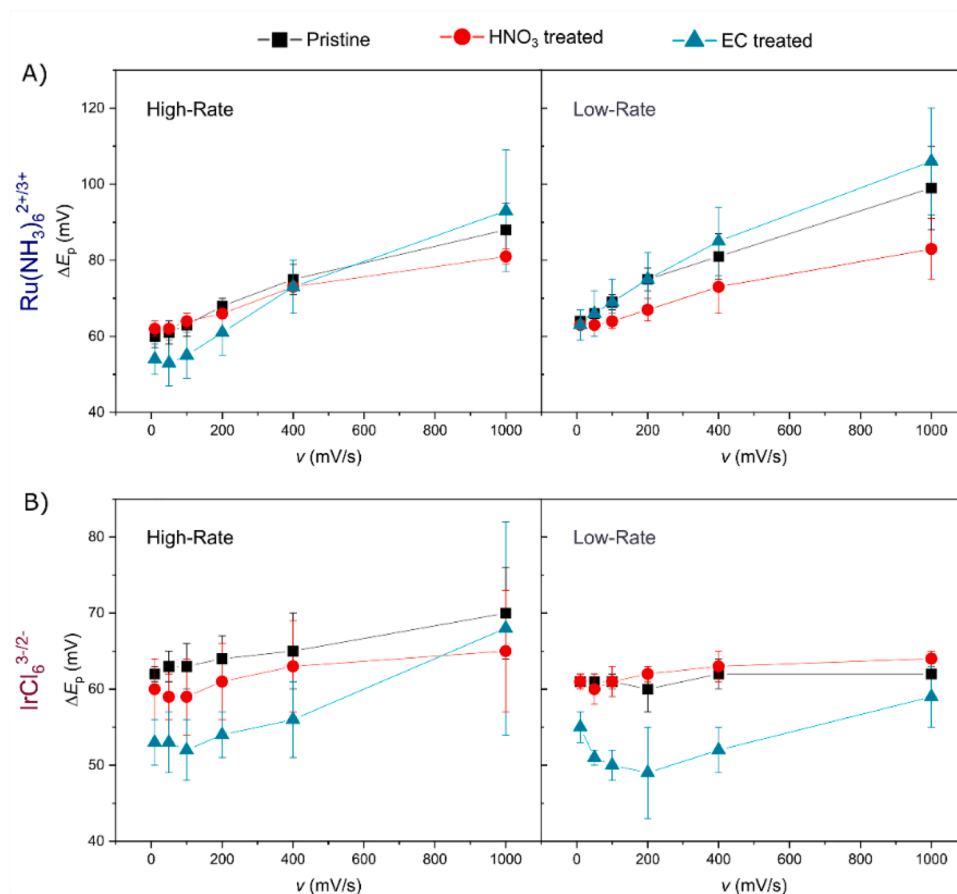 Pristine HNO₃ treated EC treated
A)
High-Rate Low-Rate
Ru(NH₃)₆²⁺/³⁺
ΔEₚ (mV)
120
100
80
60
40
0 200 400 600 800 1000 0 200 400 600 800 1000
v (mV/s) v (mV/s)
B)
High-Rate Low-Rate
IrCl₆³⁻/²⁻
ΔEₚ (mV)
80
70
60
50
40
0 200 400 600 800 1000 0 200 400 600 800 1000
v (mV/s) v (mV/s)